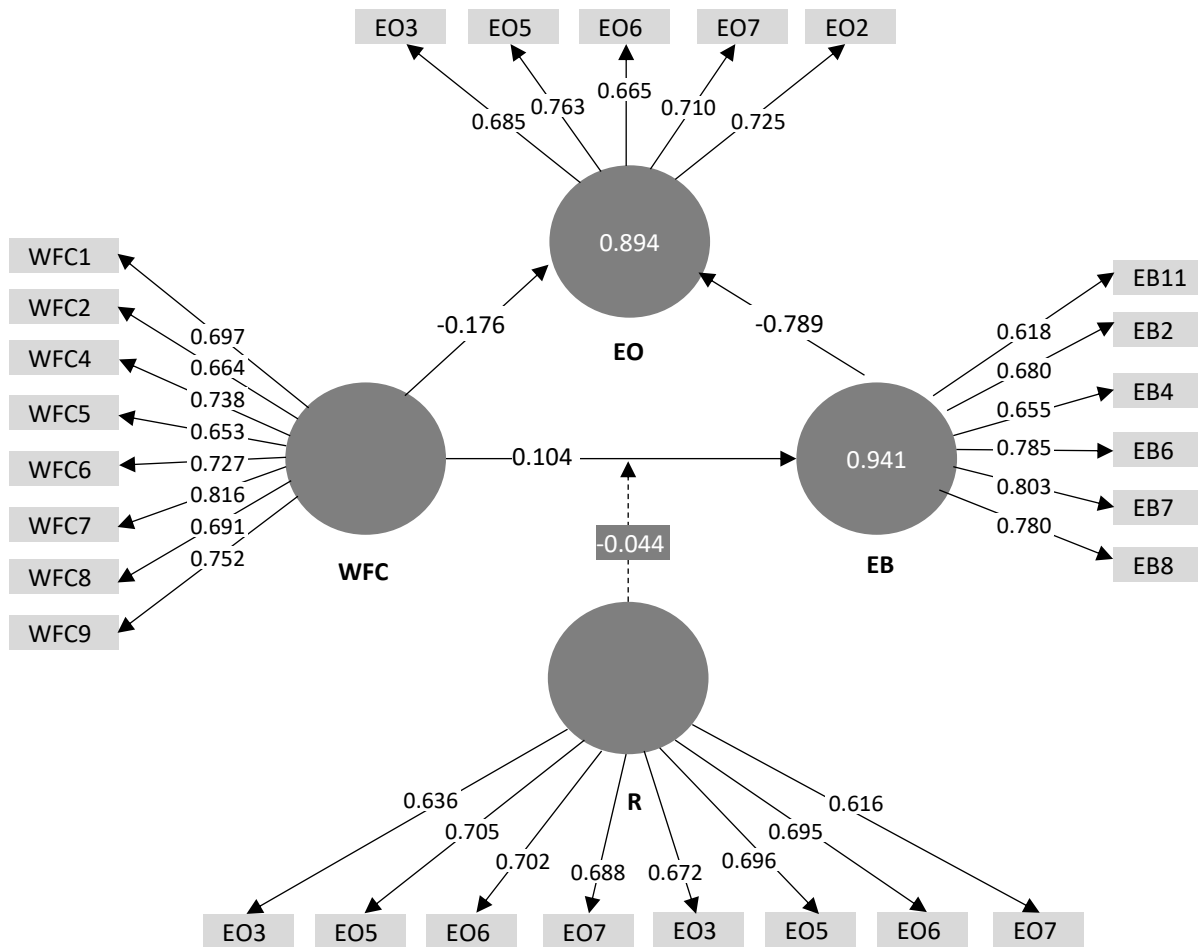 EO3 EO5 EO6 EO7 EO2
0.685 0.763 0.665 0.710 0.725
0.894
EO
WFC1
WFC2
WFC4
WFC5
WFC6
WFC7
WFC8
WFC9
0.697
0.664
0.738
0.653
0.727
0.816
0.691
0.752
WFC
-0.176
-0.789
0.104
-0.044
0.941
EB
0.618
0.680
0.655
0.785
0.803
0.780
EB11
EB2
EB4
EB6
EB7
EB8
R
0.636 0.705 0.702 0.688 0.672 0.696 0.695 0.616
EO3 EO5 EO6 EO7 EO3 EO5 EO6 EO7